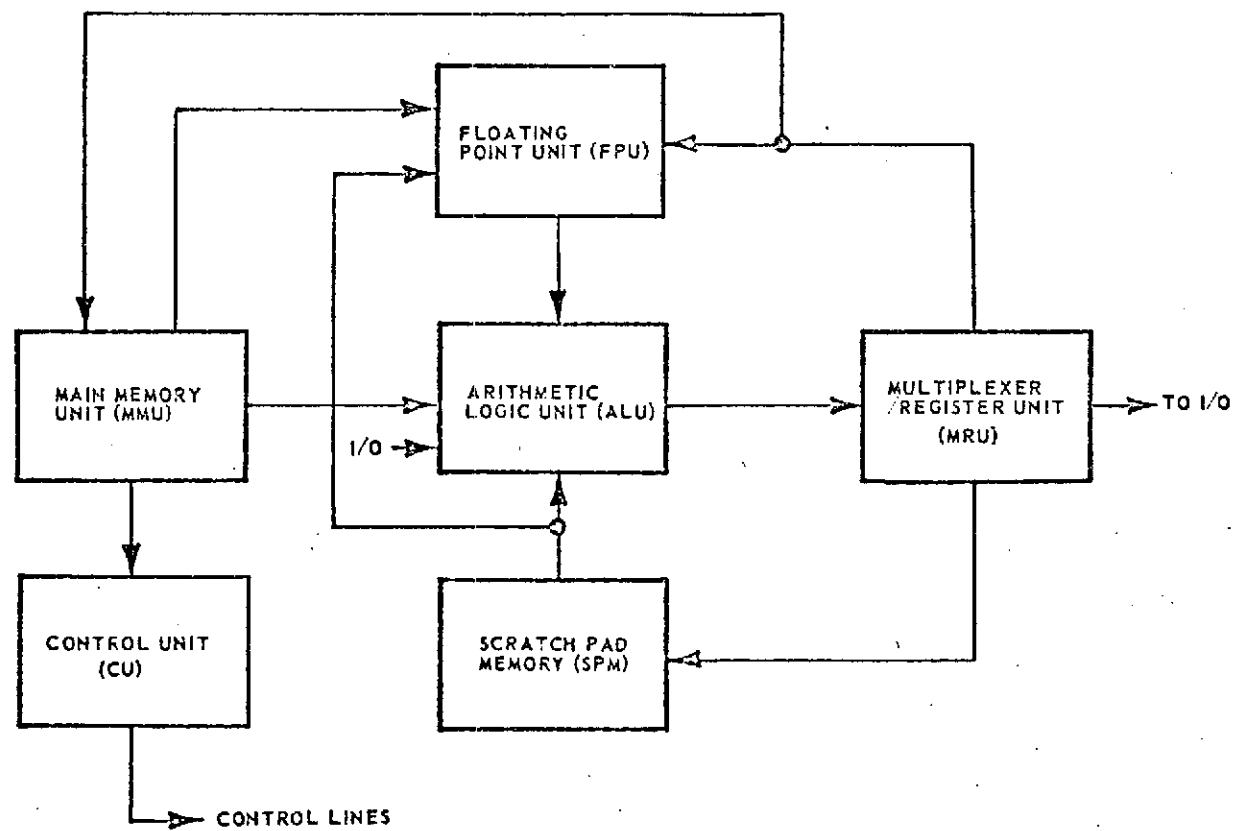 FLOATING
POINT UNIT (FPU)
MAIN MEMORY
UNIT (MMU)
ARITHMETIC
LOGIC UNIT (ALU)
I/O
MULTIPLEXER
/REGISTER UNIT
(MRU)
TO I/O
CONTROL UNIT
(CU)
SCRATCH PAD
MEMORY (SPM)
CONTROL LINES